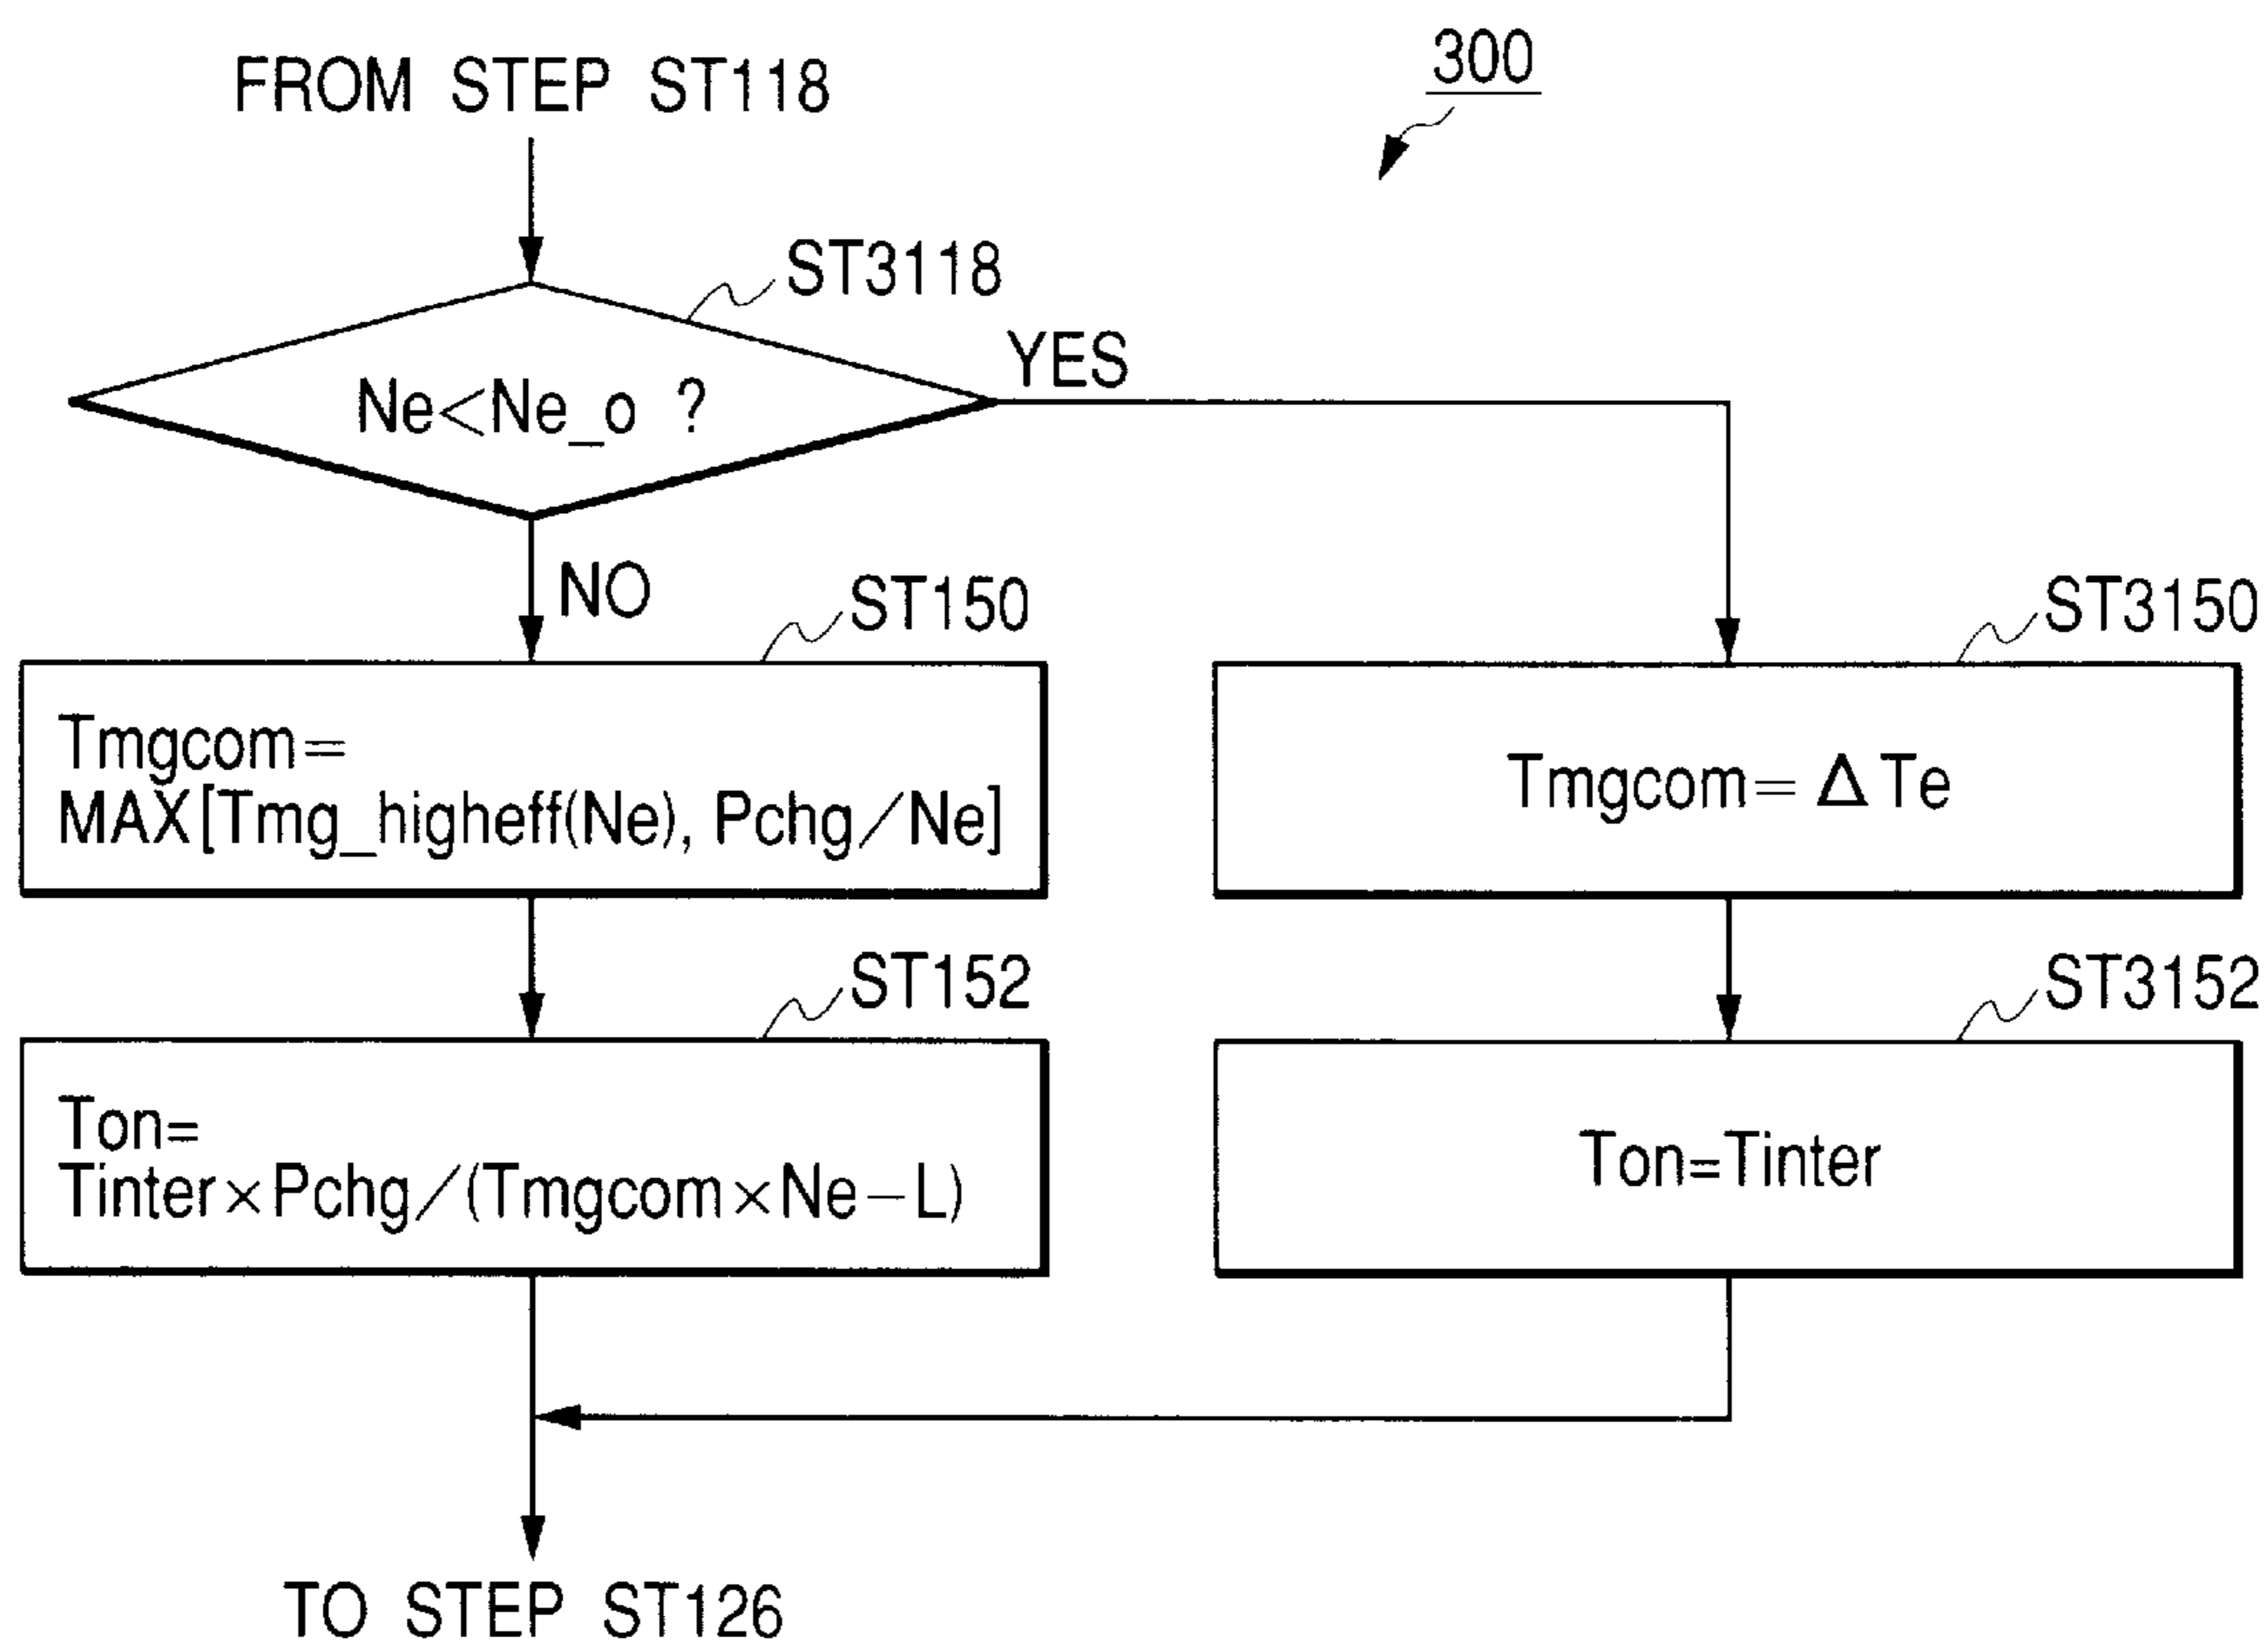 300
FROM STEP ST118
ST3118
Ne<Ne_o ?
YES
NO
ST150
Tmgcom=
MAX[Tmg_higheff(Ne), Pchg/Ne]
ST3150
Tmgcom=ΔTe
ST152
Ton=
Tinter×Pchg/(Tmgcom×Ne−L)
ST3152
Ton=Tinter
TO STEP ST126